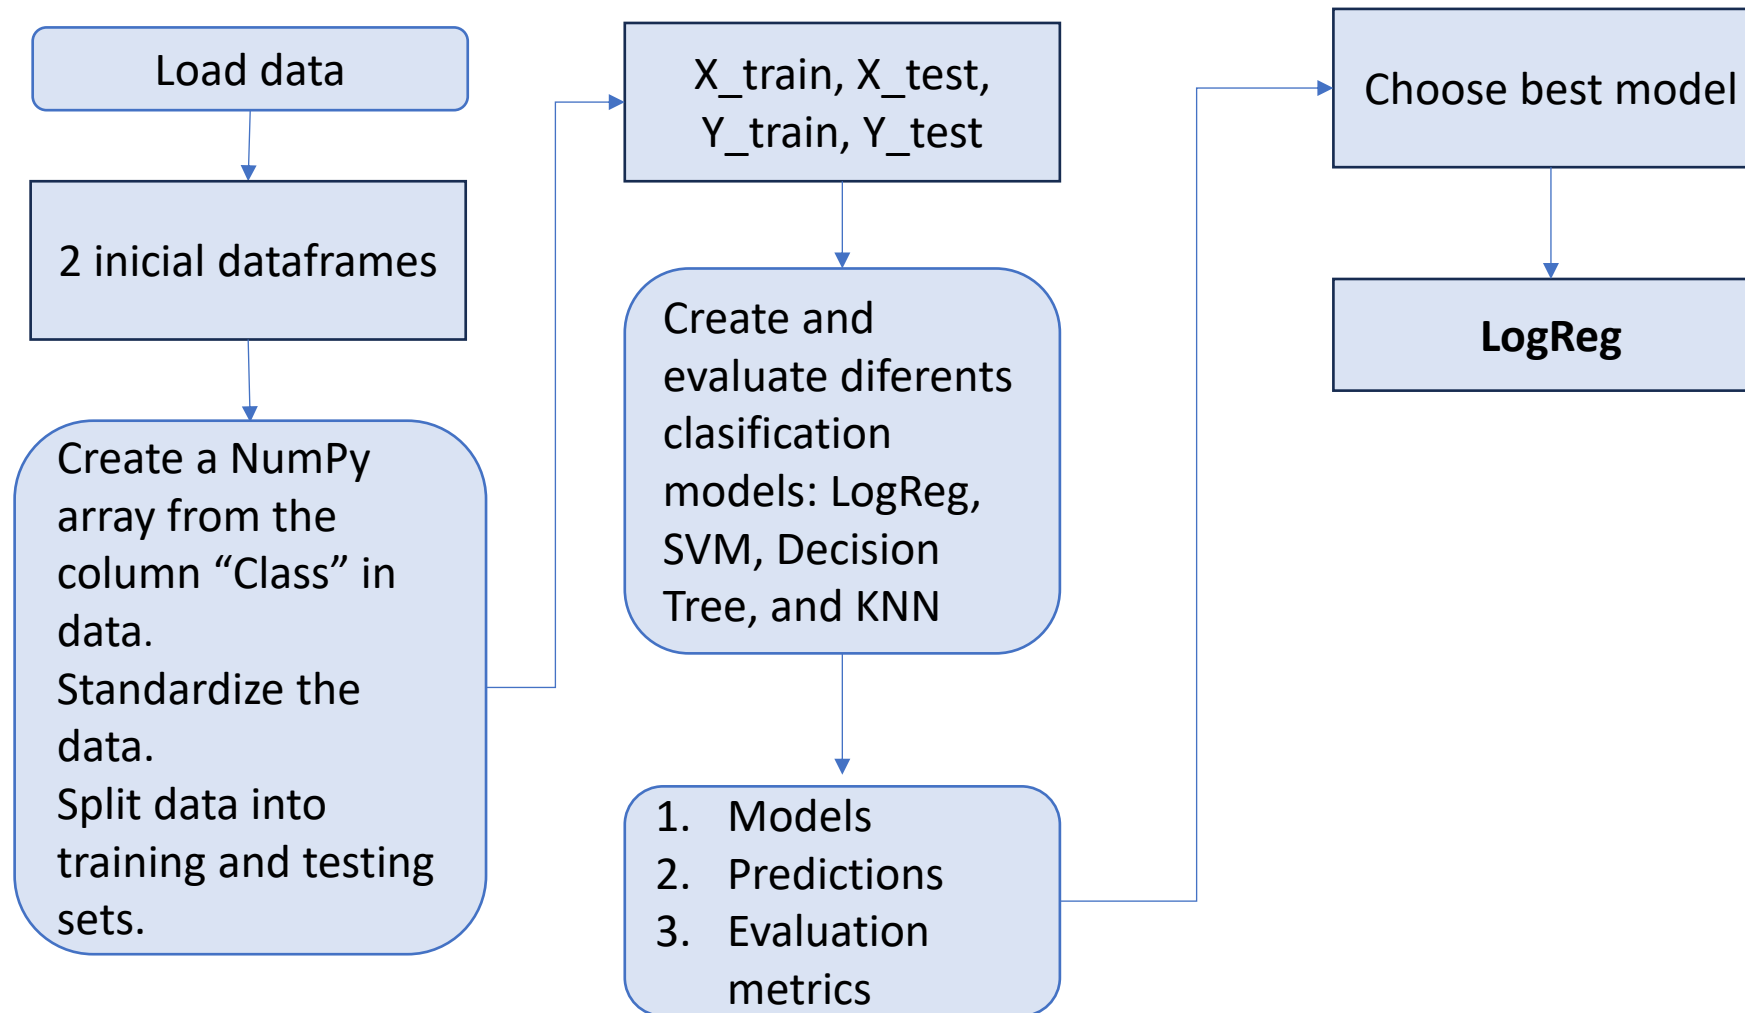 Load data
2 inicial dataframes
Create a NumPy
array from the
column “Class” in
data.
Standardize the
data.
Split data into
training and testing
sets.
X_train, X_test,
Y_train, Y_test
Create and
evaluate diferents
clasification
models: LogReg,
SVM, Decision
Tree, and KNN
1. Models
2. Predictions
3. Evaluation
metrics
Choose best model
LogReg